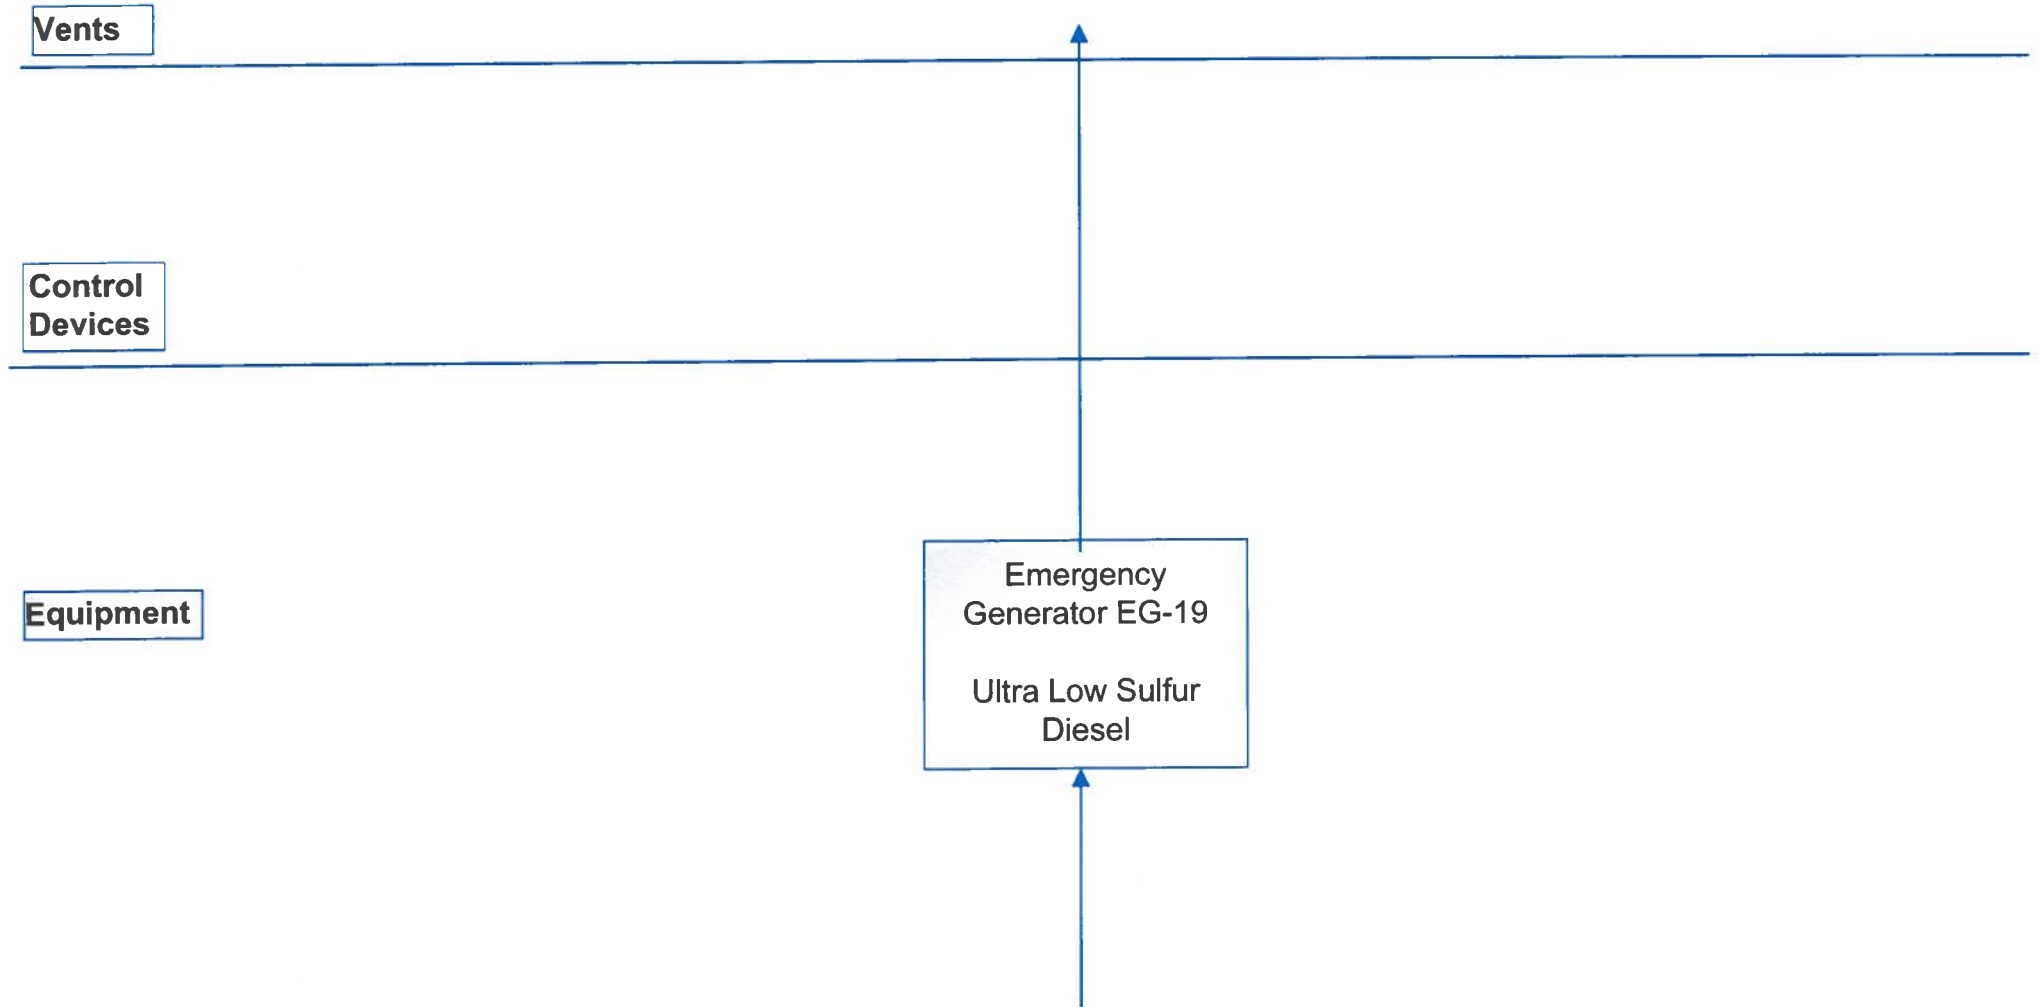 Vents
Control
Devices
Equipment
Emergency
Generator EG-19
Ultra Low Sulfur
Diesel